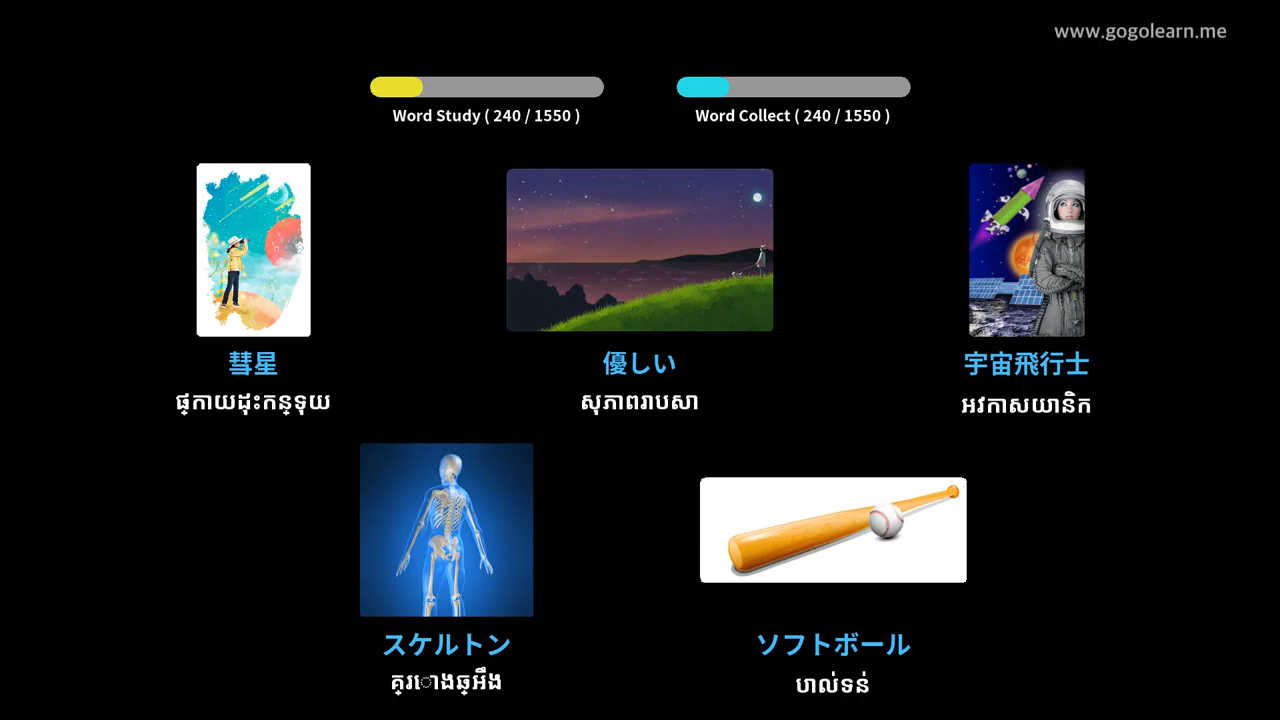 www.gogolearn.me
Word Study ( 240 / 1550 )
Word Collect ( 240 / 1550 )
彗星
優しい
宇宙飛行士
ផ្កាយដុះកន្ទុយ
សុភាពរាបសា
អវកាសយានិក
スケルトン
ソフトボール
គ្រោងឆ្អឹង
បាល់ទន់